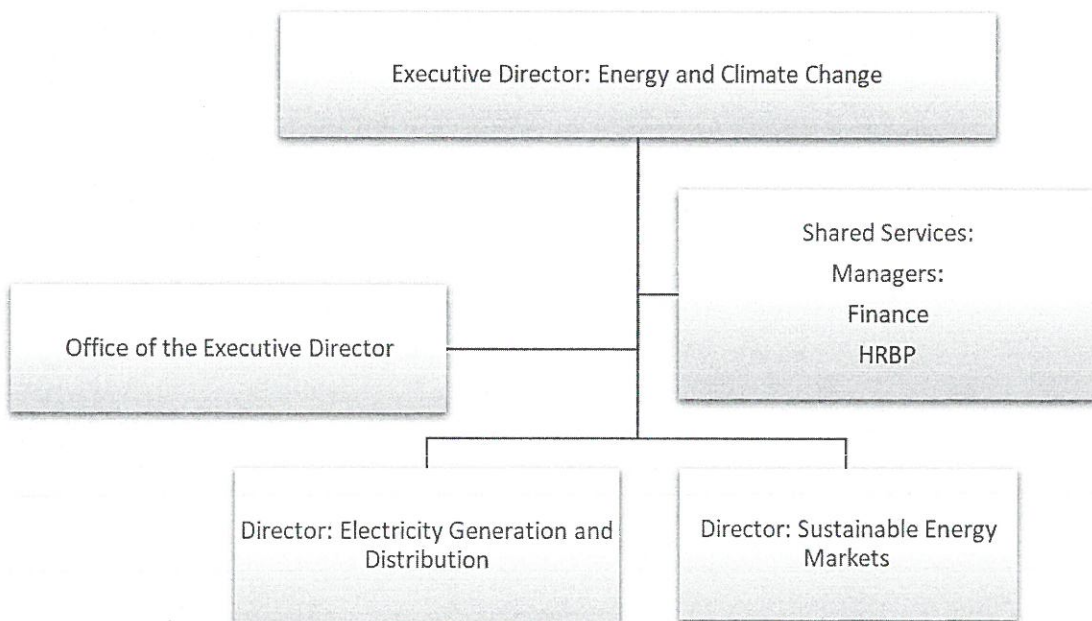 Executive Director: Energy and Climate Change
Shared Services:
Managers:
Finance
HRBP
Office of the Executive Director
Director: Electricity Generation and
Distribution
Director: Sustainable Energy
Markets